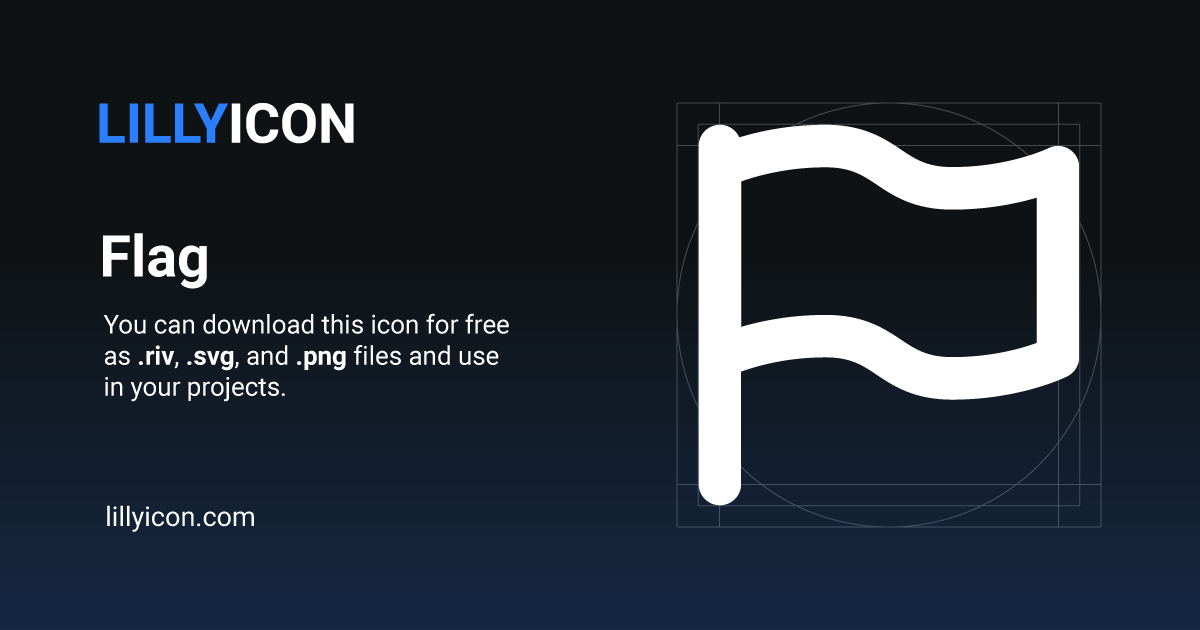 LILLYICON
Flag
You can download this icon for free
as .riv, .svg, and .png files and use
in your projects.
lillyicon.com